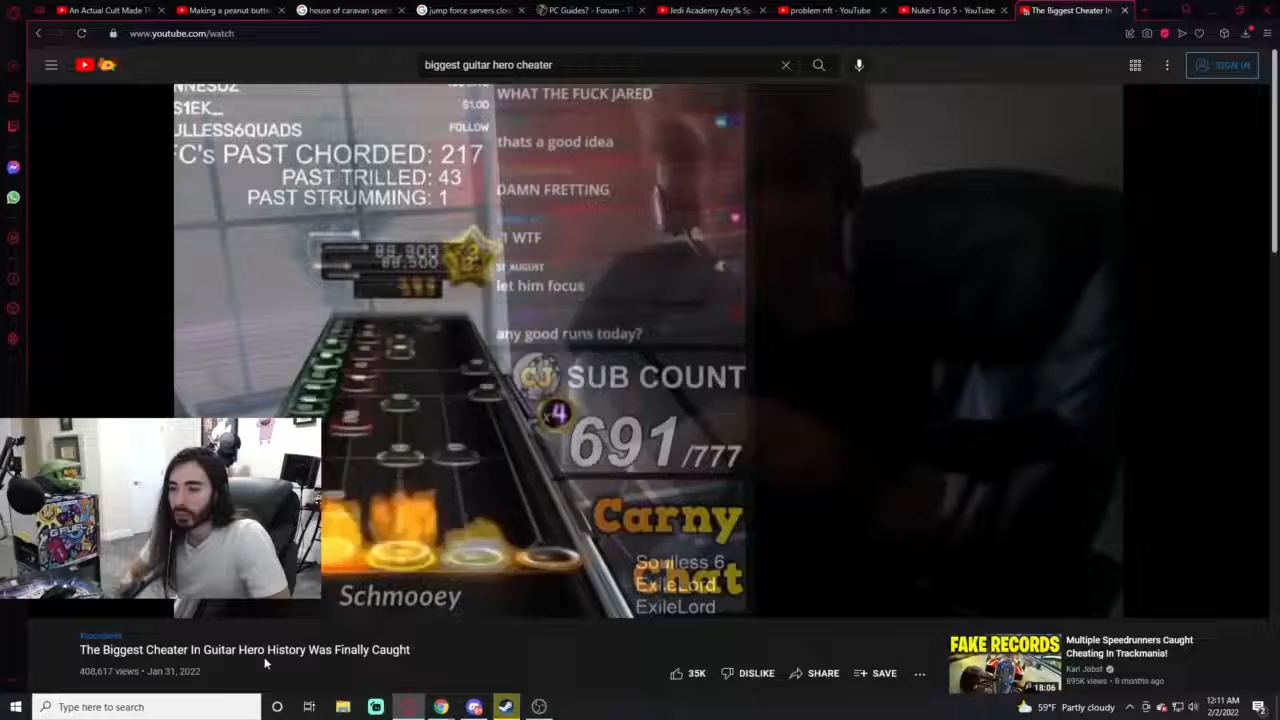 An Actual Cult Made T
Making a peanut butte
house of caravan spee
jump force servers clos
PC Guides? - Forum - T
Jedi Academy Any% Sp
problem nft - YouTube
Nuke's Top 5 - YouTube
The Biggest Cheater In
www.youtube.com/watch
biggest guitar hero cheater
SIGN IN
$1.00
S1EK_
ULLESS6QUADS
FOLLOW
FC's PAST CHORDED: 217
PAST TRILLED: 43
PAST STRUMMING: 1
WHAT THE FUCK JARED
thats a good idea
DAMN FRETTING
WTF
AUGUST
let him focus
any good runs today?
SUB COUNT
x4
691/777
Carny
Chat
Soulless 6
ExileLord
ExileLord
Schmooey
G FUEL
The Biggest Cheater In Guitar Hero History Was Finally Caught
408,617 views • Jan 31, 2022
35K
DISLIKE
SHARE
SAVE
FAKE RECORDS
18:06
Multiple Speedrunners Caught
Cheating In Trackmania!
Karl Jobst
895K views • 8 months ago
Type here to search
59°F Partly cloudy
12:11 AM
2/2/2022
2